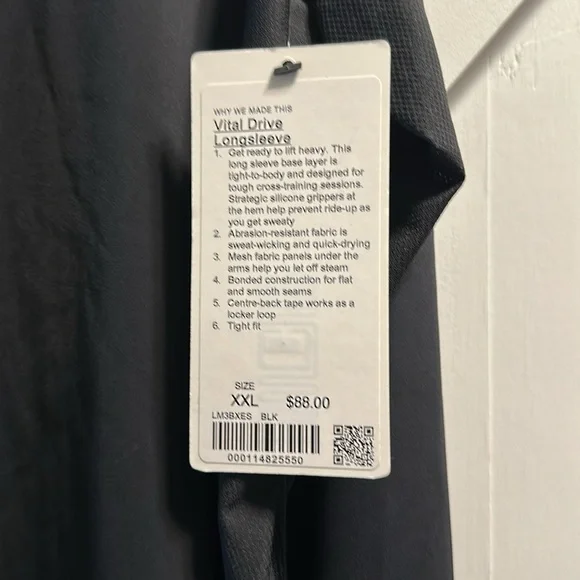 WHY WE MADE THIS
Vital Drive
Longsleeve
1. Get ready to lift heavy. This
long sleeve base layer is
tight-to-body and designed for
tough cross-training sessions.
Strategic silicone grippers at
the hem help prevent ride-up as
you get sweaty
2. Abrasion-resistant fabric is
sweat-wicking and quick-drying
3. Mesh fabric panels under the
arms help you let off steam
4. Bonded construction for flat
and smooth seams
5. Centre-back tape works as a
locker loop
6. Tight fit
SIZE
XXL $88.00
LM3BXES BLK
000114825550